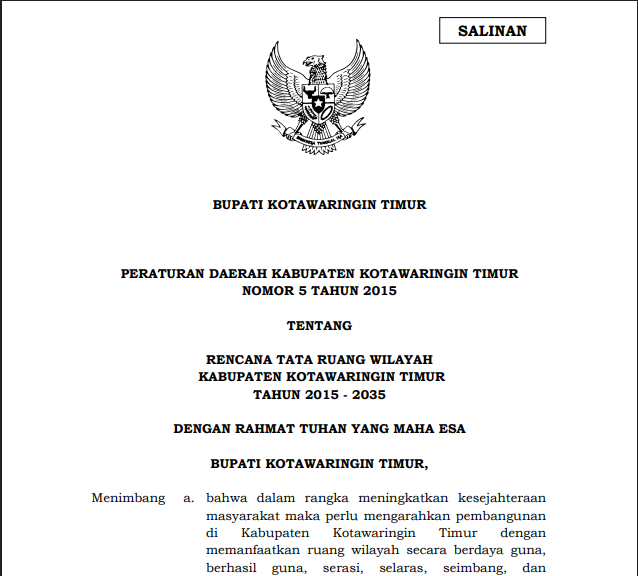 SALINAN
BUPATI KOTAWARINGIN TIMUR
PERATURAN DAERAH KABUPATEN KOTAWARINGIN TIMUR
NOMOR 5 TAHUN 2015
TENTANG
RENCANA TATA RUANG WILAYAH
KABUPATEN KOTAWARINGIN TIMUR
TAHUN 2015 - 2035
DENGAN RAHMAT TUHAN YANG MAHA ESA
BUPATI KOTAWARINGIN TIMUR,
Menimbang a. bahwa dalam rangka meningkatkan kesejahteraan
masyarakat maka perlu mengarahkan pembangunan
di Kabupaten Kotawaringin Timur dengan
memanfaatkan ruang wilayah secara berdaya guna,
berhasil guna, serasi, selaras, seimbang, dan